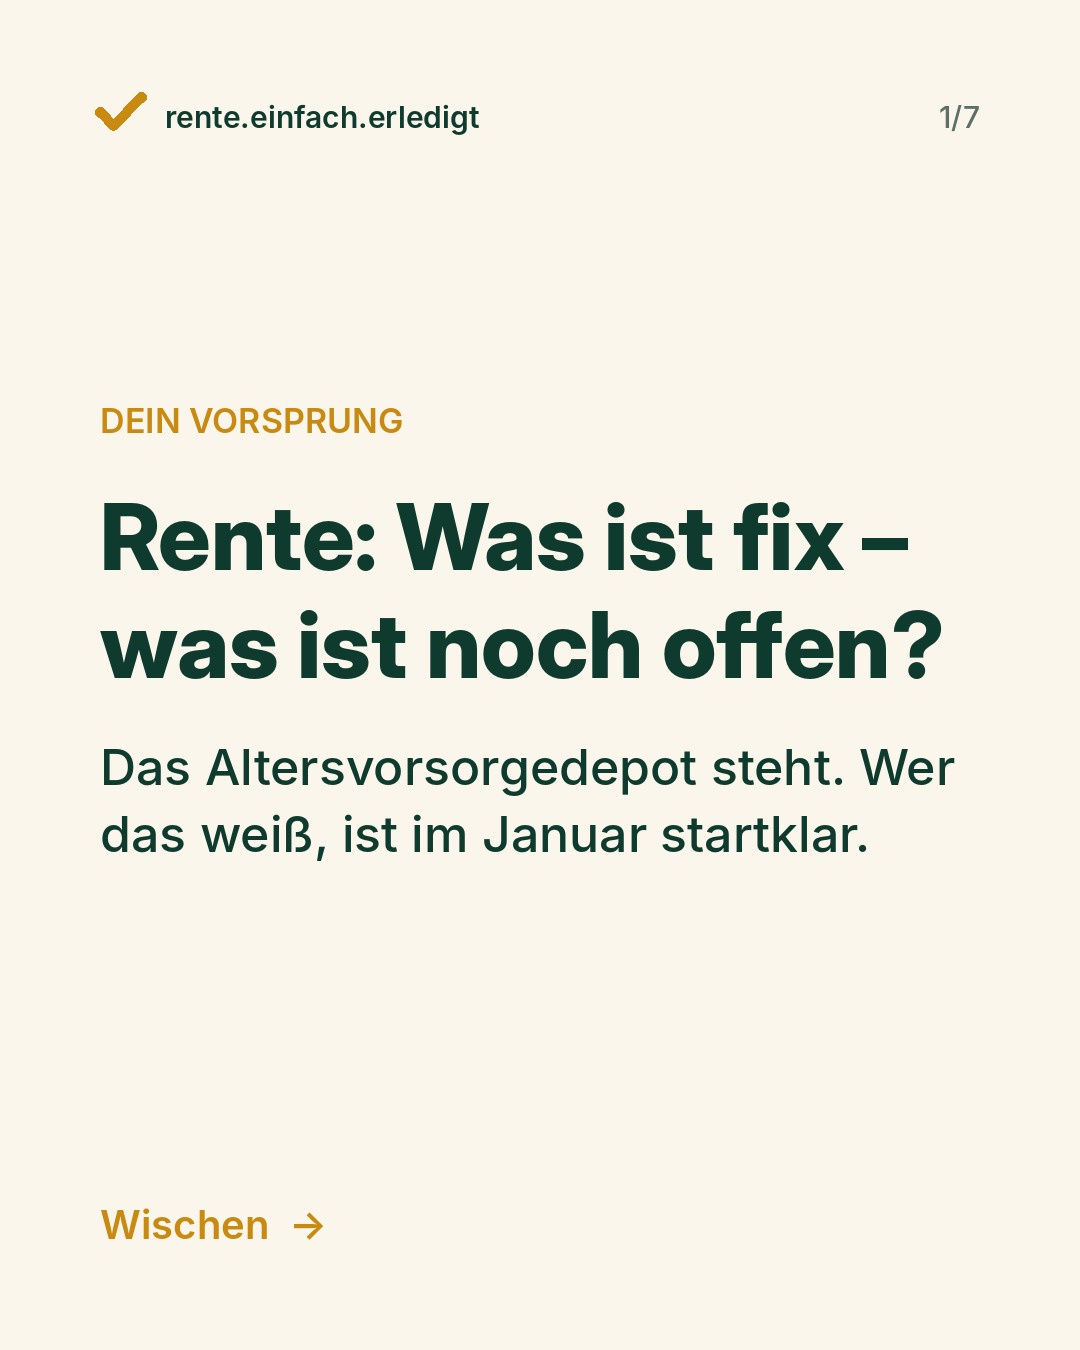 rente.einfach.erledigt
1/7
DEIN VORSPRUNG
Rente: Was ist fix –
was ist noch offen?
Das Altersvorsorgedepot steht. Wer
das weiß, ist im Januar startklar.
Wischen →